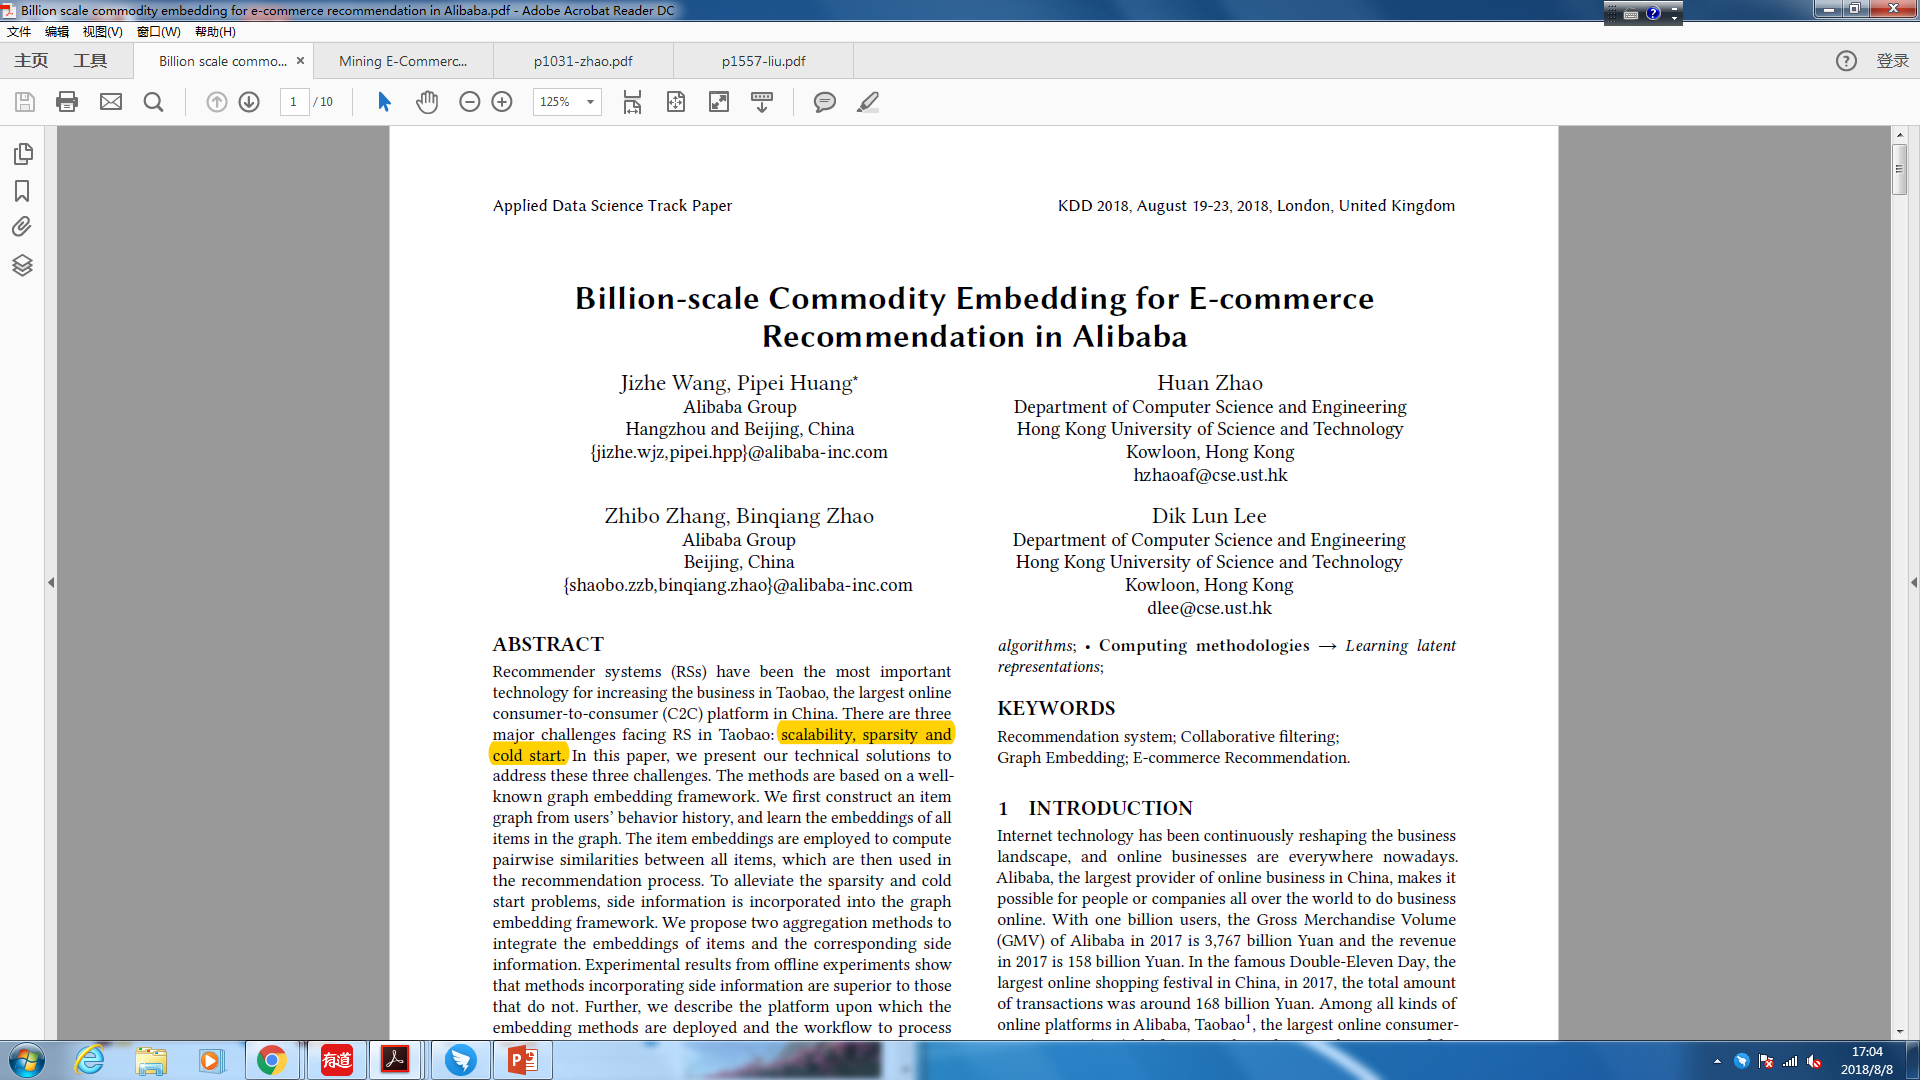 Billion scale commodity embedding for e-commerce recommendation in Alibaba.pdf - Adobe Acrobat Reader DC
文件 编辑 视图(V) 窗口(W) 帮助(H)
主页 工具 Billion scale commo... Mining E-Commerc... p1031-zhao.pdf p1557-liu.pdf 登录
1 / 10 125%
Applied Data Science Track Paper
KDD 2018, August 19-23, 2018, London, United Kingdom
Billion-scale Commodity Embedding for E-commerce
Recommendation in Alibaba
Jizhe Wang, Pipei Huang*
Alibaba Group
Hangzhou and Beijing, China
{jizhe.wjz,pipei.hpp}@alibaba-inc.com
Huan Zhao
Department of Computer Science and Engineering
Hong Kong University of Science and Technology
Kowloon, Hong Kong
hzhaoaf@cse.ust.hk
Zhibo Zhang, Binqiang Zhao
Alibaba Group
Beijing, China
{shaobo.zzb,binqiang.zhao}@alibaba-inc.com
Dik Lun Lee
Department of Computer Science and Engineering
Hong Kong University of Science and Technology
Kowloon, Hong Kong
dlee@cse.ust.hk
ABSTRACT
Recommender systems (RSs) have been the most important
technology for increasing the business in Taobao, the largest online
consumer-to-consumer (C2C) platform in China. There are three
major challenges facing RS in Taobao: scalability, sparsity and
cold start. In this paper, we present our technical solutions to
address these three challenges. The methods are based on a well-
known graph embedding framework. We first construct an item
graph from users' behavior history, and learn the embeddings of all
items in the graph. The item embeddings are employed to compute
pairwise similarities between all items, which are then used in
the recommendation process. To alleviate the sparsity and cold
start problems, side information is incorporated into the graph
embedding framework. We propose two aggregation methods to
integrate the embeddings of items and the corresponding side
information. Experimental results from offline experiments show
that methods incorporating side information are superior to those
that do not. Further, we describe the platform upon which the
embedding methods are deployed and the workflow to process
algorithms; • Computing methodologies → Learning latent
representations;
KEYWORDS
Recommendation system; Collaborative filtering;
Graph Embedding; E-commerce Recommendation.
1 INTRODUCTION
Internet technology has been continuously reshaping the business
landscape, and online businesses are everywhere nowadays.
Alibaba, the largest provider of online business in China, makes it
possible for people or companies all over the world to do business
online. With one billion users, the Gross Merchandise Volume
(GMV) of Alibaba in 2017 is 3,767 billion Yuan and the revenue
in 2017 is 158 billion Yuan. In the famous Double-Eleven Day, the
largest online shopping festival in China, in 2017, the total amount
of transactions was around 168 billion Yuan. Among all kinds of
online platforms in Alibaba, Taobao1, the largest online consumer-
有道
17:04
2018/8/8